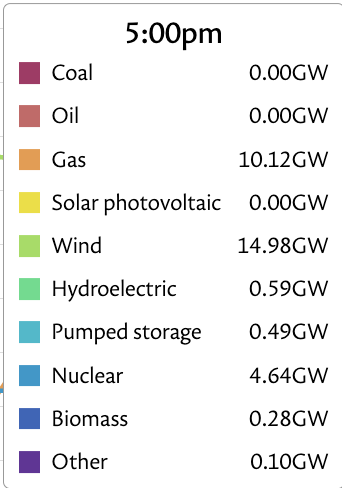 5:00pm
Coal 0.00GW
Oil 0.00GW
Gas 10.12GW
Solar photovoltaic 0.00GW
Wind 14.98GW
Hydroelectric 0.59GW
Pumped storage 0.49GW
Nuclear 4.64GW
Biomass 0.28GW
Other 0.10GW